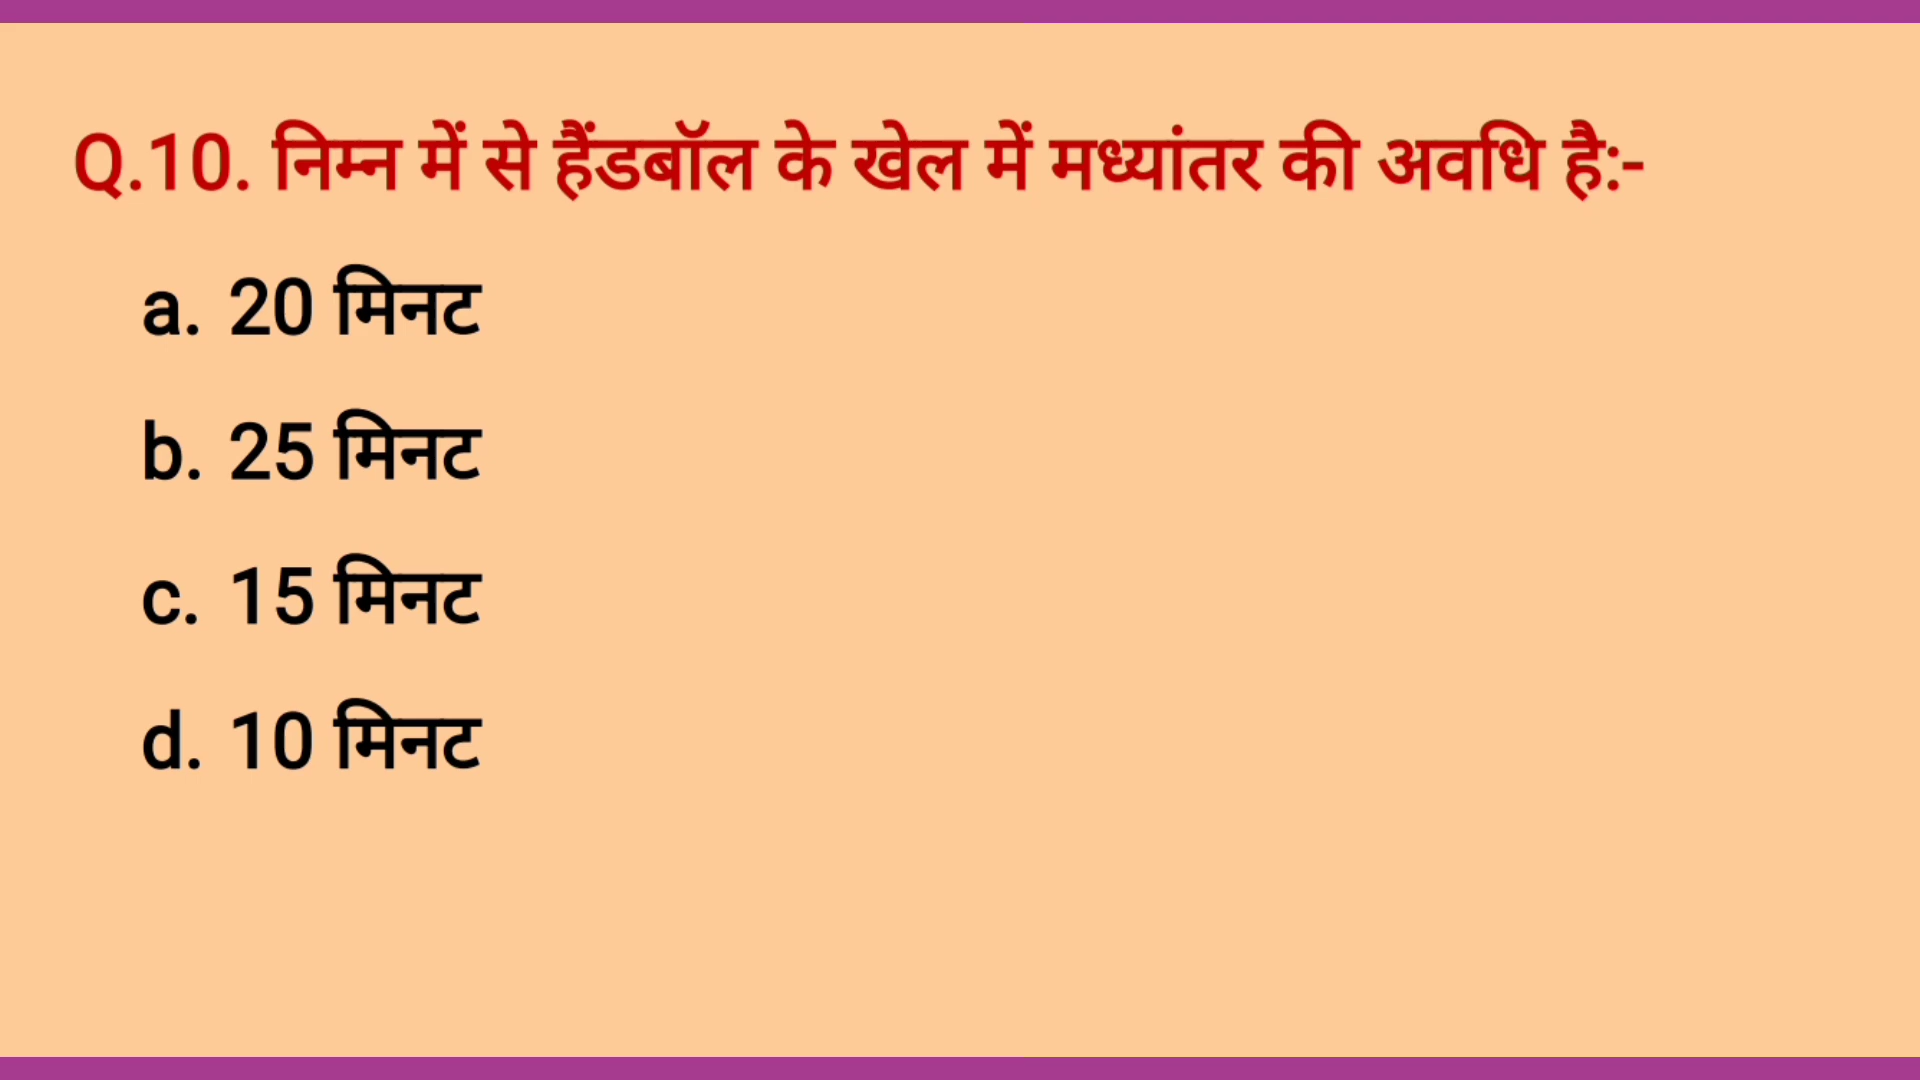 Q.10. निम्न में से हैंडबॉल के खेल में मध्यांतर की अवधि है:-
a. 20 मिनट
b. 25 मिनट
c. 15 मिनट
d. 10 मिनट